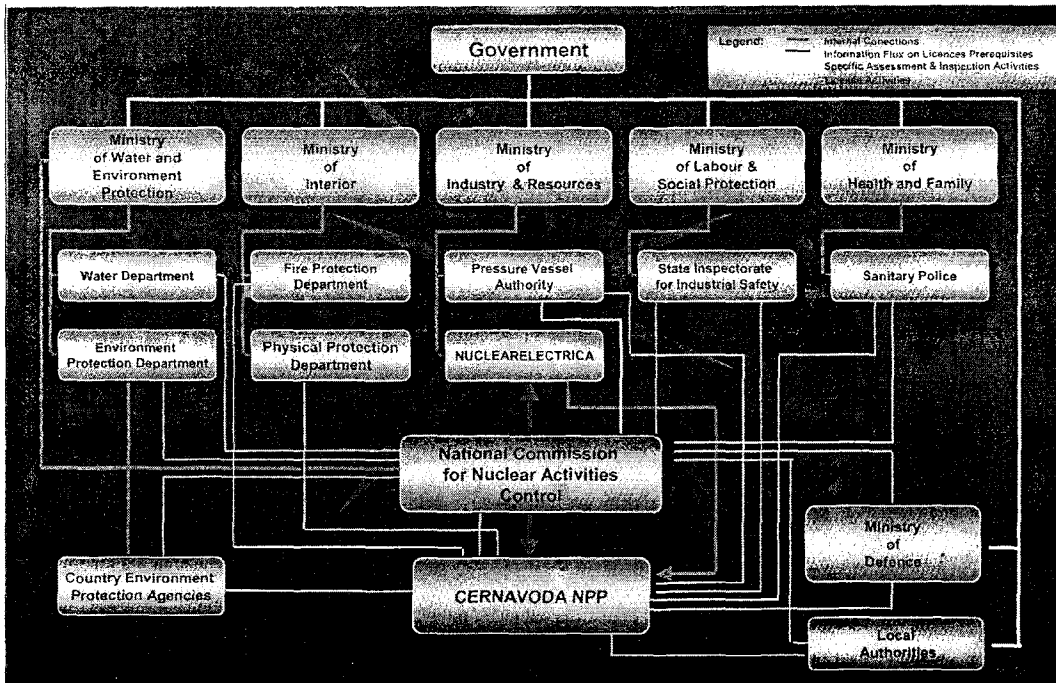 Government
Legend:
Internal Conections
Information Flux on Licences Prerequisites
Specific Assessment & Inspection Activities
Activities
Ministry
of Water and
Environment
Protection
Ministry
of
Interior
Ministry
of
Industry & Resources
Ministry
of Labour &
Social Protection
Ministry
of
Health and Family
Water Department
Fire Protection
Department
Pressure Vassel
Authority
State Inspectorate
for Industrial Safety
Sanitary Police
Environment
Protection Department
Physical Protection
Department
NUCLEARELECTRICA
National Commission
for Nuclear Activities
Control
Ministry
of
Defence
Country Environment
Protection Agencies
CERNAVODA NPP
Local
Authorities